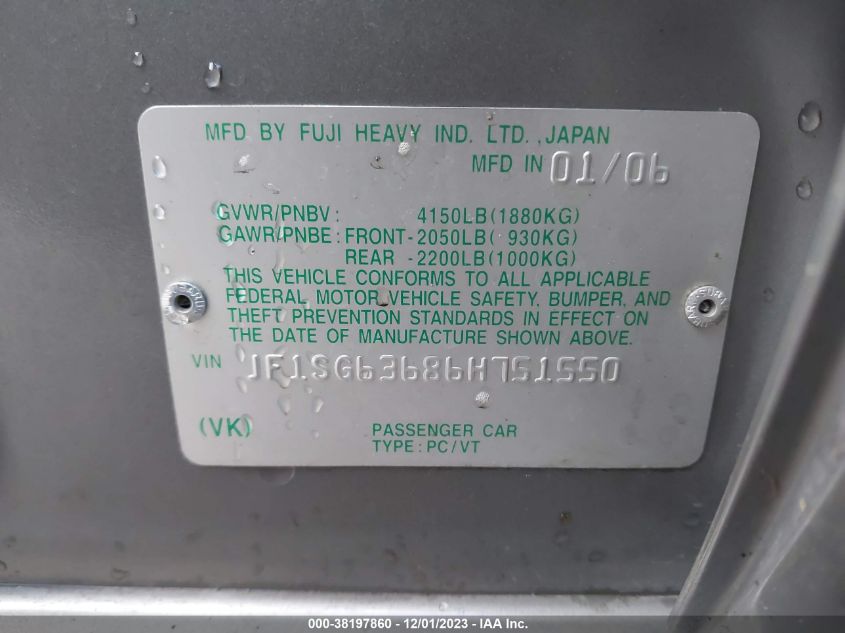 MFD BY FUJI HEAVY IND. LTD., JAPAN
MFD IN 01/06
GVWR/PNBV: 4150LB(1880KG)
GAWR/PNBE: FRONT-2050LB( 930KG)
REAR -2200LB(1000KG)
THIS VEHICLE CONFORMS TO ALL APPLICABLE
FEDERAL MOTOR VEHICLE SAFETY, BUMPER, AND
THEFT PREVENTION STANDARDS IN EFFECT ON
THE DATE OF MANUFACTURE SHOWN ABOVE.
VIN JF1SG63686H751550
(VK) PASSENGER CAR
TYPE: PC/VT
000-38197860 - 12/01/2023 - IAA Inc.